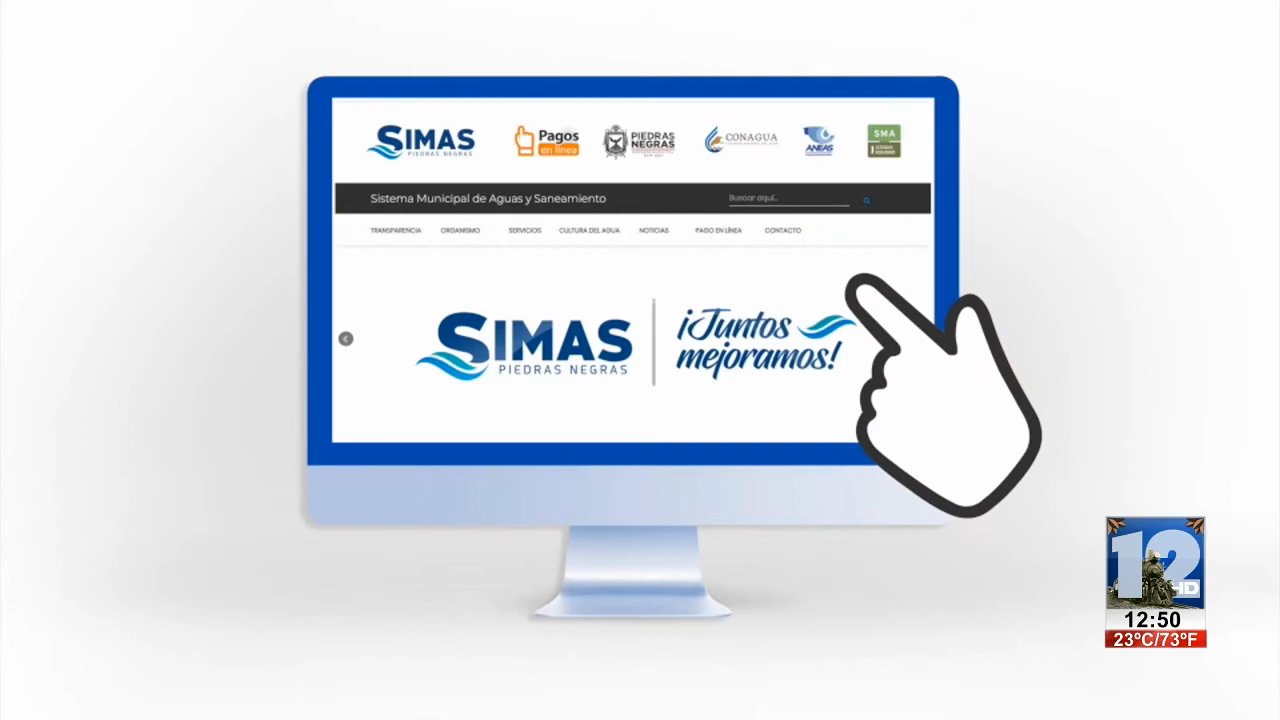 SIMAS
PIEDRAS NEGRAS
Pagos
en línea
PIEDRAS
NEGRAS
CONAGUA
ANEAS
SMA
Sistema Municipal de Aguas y Saneamiento
Buscar aquí...
TRANSPARENCIA ORGANISMO SERVICIOS CULTURA DEL AGUA NOTICIAS PAGO EN LÍNEA CONTACTO
SIMAS
PIEDRAS NEGRAS
¡Juntos
mejoramos!
12
HD
12:50
23ºC/73ºF